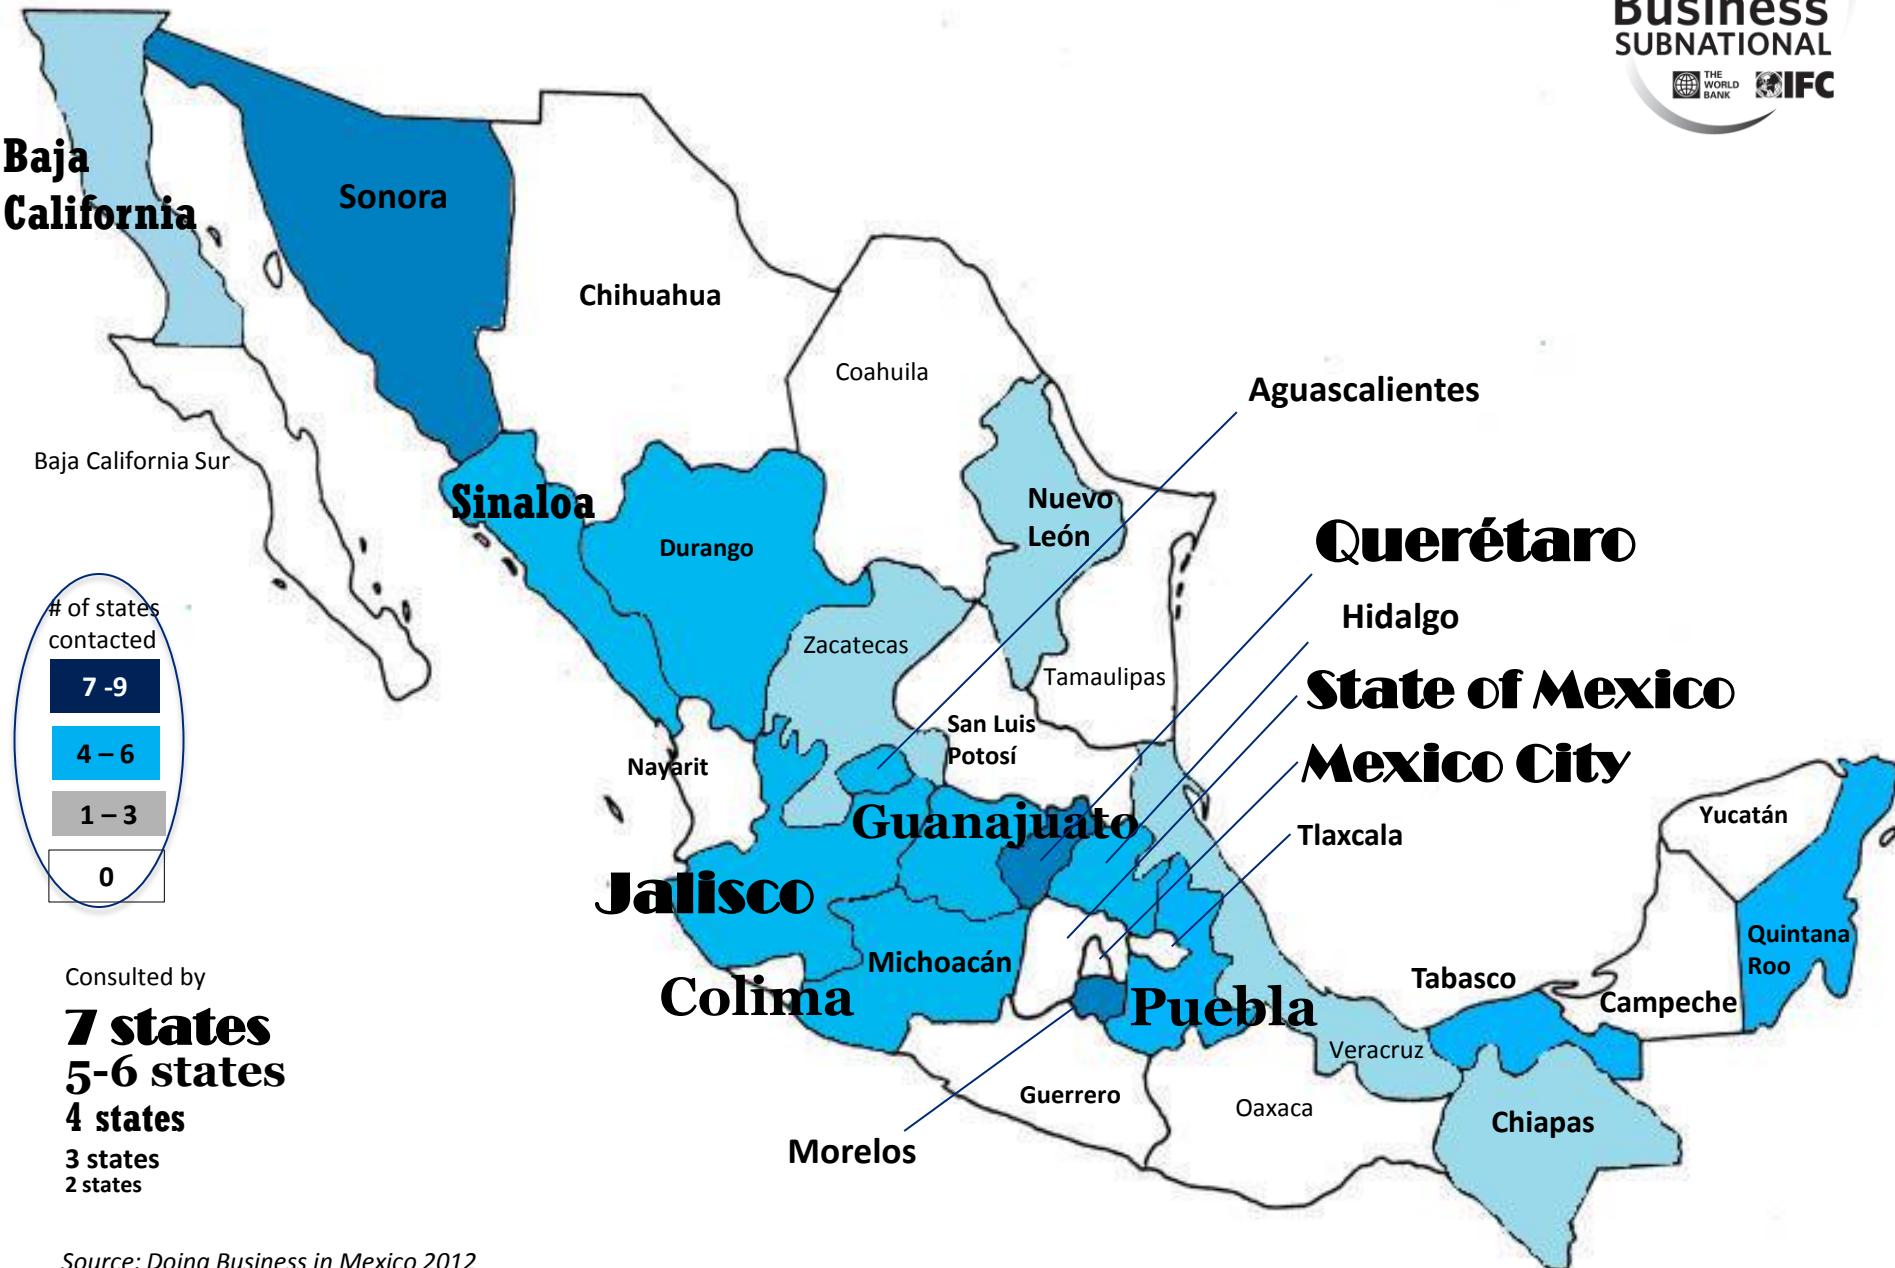 Business
SUBNATIONAL
THE
WORLD
BANK
IFC
Baja
California
Sonora
Chihuahua
Coahuila
Aguascalientes
Baja California Sur
Sinaloa
Nuevo
León
Durango
Querétaro
Hidalgo
# of states
contacted
7 -9
4 – 6
1 – 3
0
Zacatecas
Tamaulipas
State of Mexico
San Luis
Potosí
Nayarit
Mexico City
Guanajuato
Tlaxcala
Yucatán
Jalisco
Michoacán
Quintana
Roo
Colima
Puebla
Tabasco
Campeche
Veracruz
Guerrero
Oaxaca
Chiapas
Morelos
Consulted by
7 states
5-6 states
4 states
3 states
2 states
Source: Doing Business in Mexico 2012